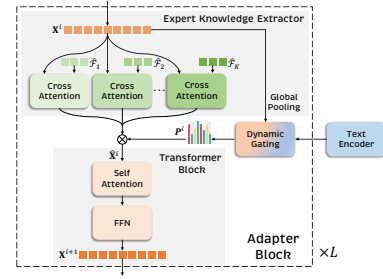 Expert Knowledge Extractor
X^i
F̂_1
F̂_2
F̂_K
Cross
Attention
Cross
Attention
...
Cross
Attention
Global
Pooling
P^i
⊗
X̂^i
Transformer
Block
Dynamic
Gating
Text
Encoder
Self
Attention
FFN
X^{i+1}
Adapter
Block
×L